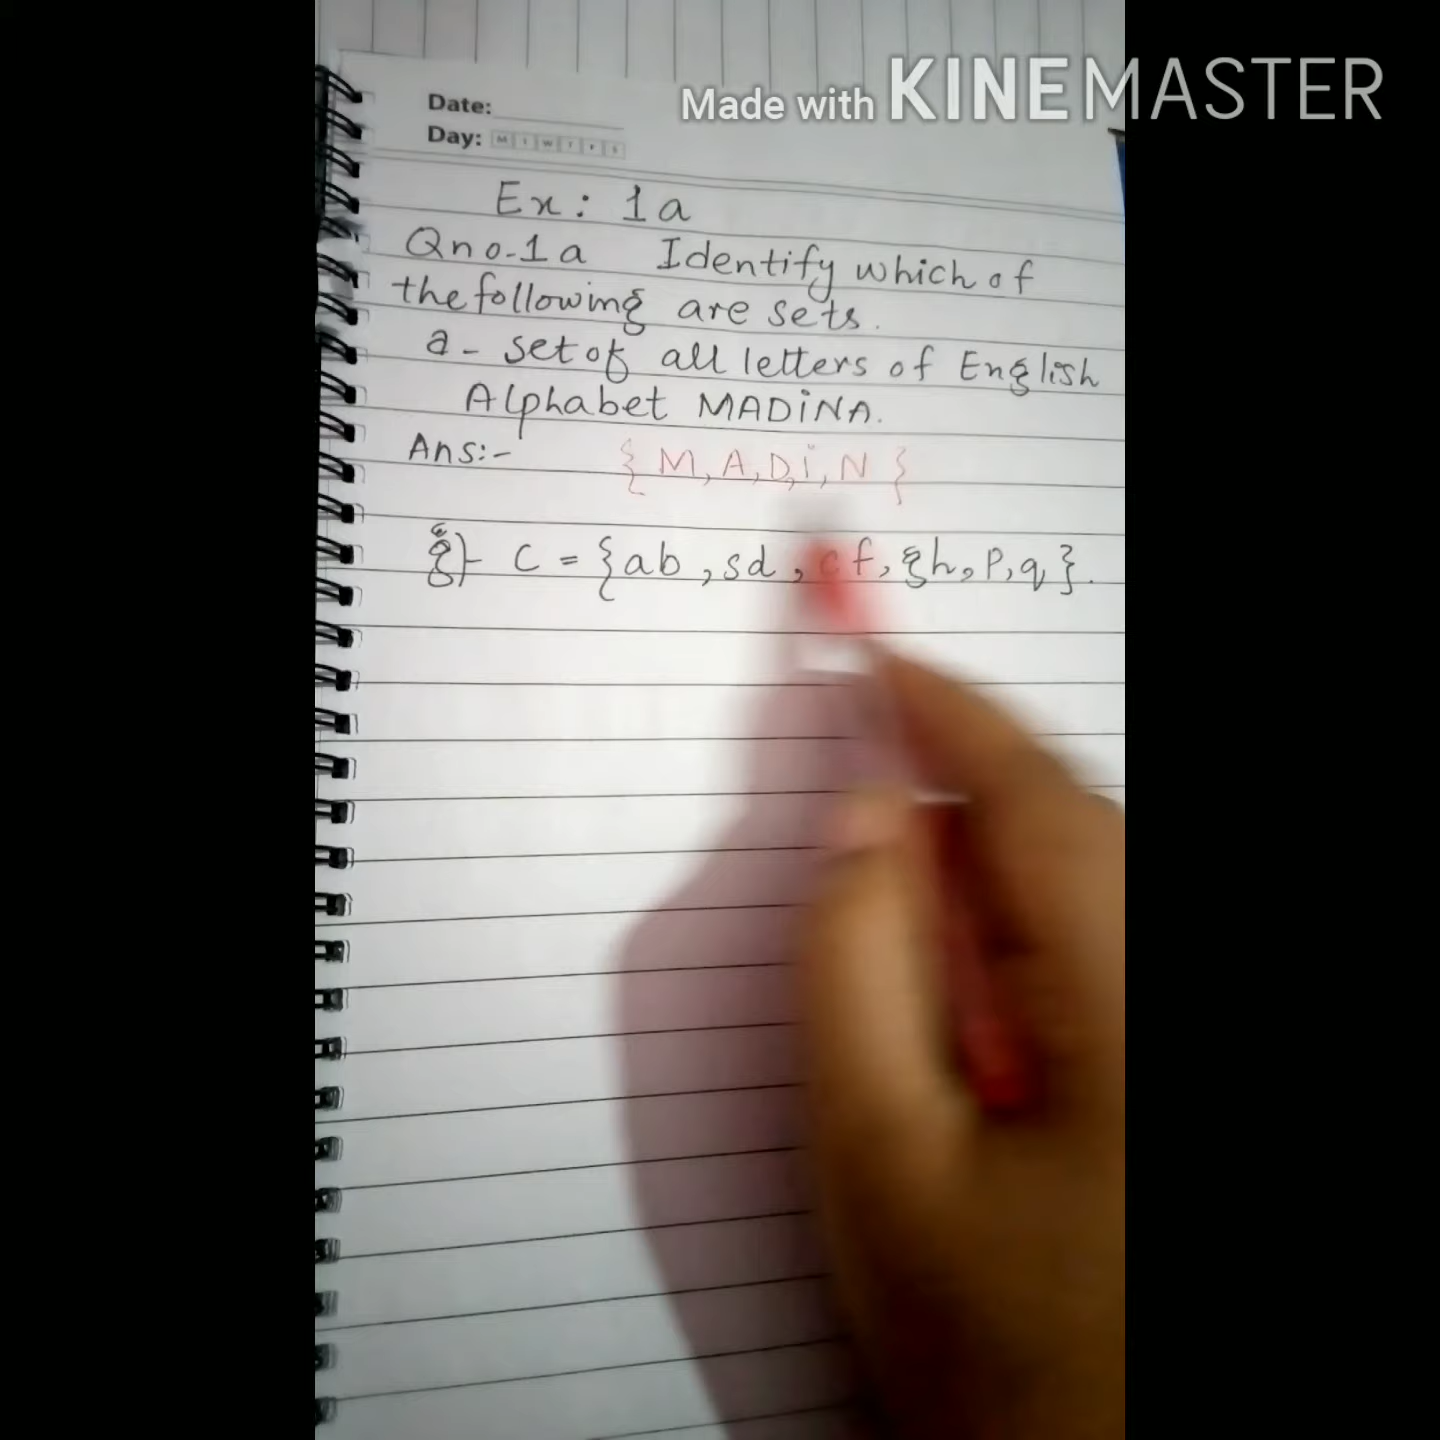 Made with KINEMASTER
Date:
Day: M T W T F S
Ex: 1a
Qno.1a Identify which of
the following are sets.
a - set of all letters of English
Alphabet MADiNA.
Ans:- { M, A, D, i, N }
g)- C = {ab, sd, cf, gh, p, q}.